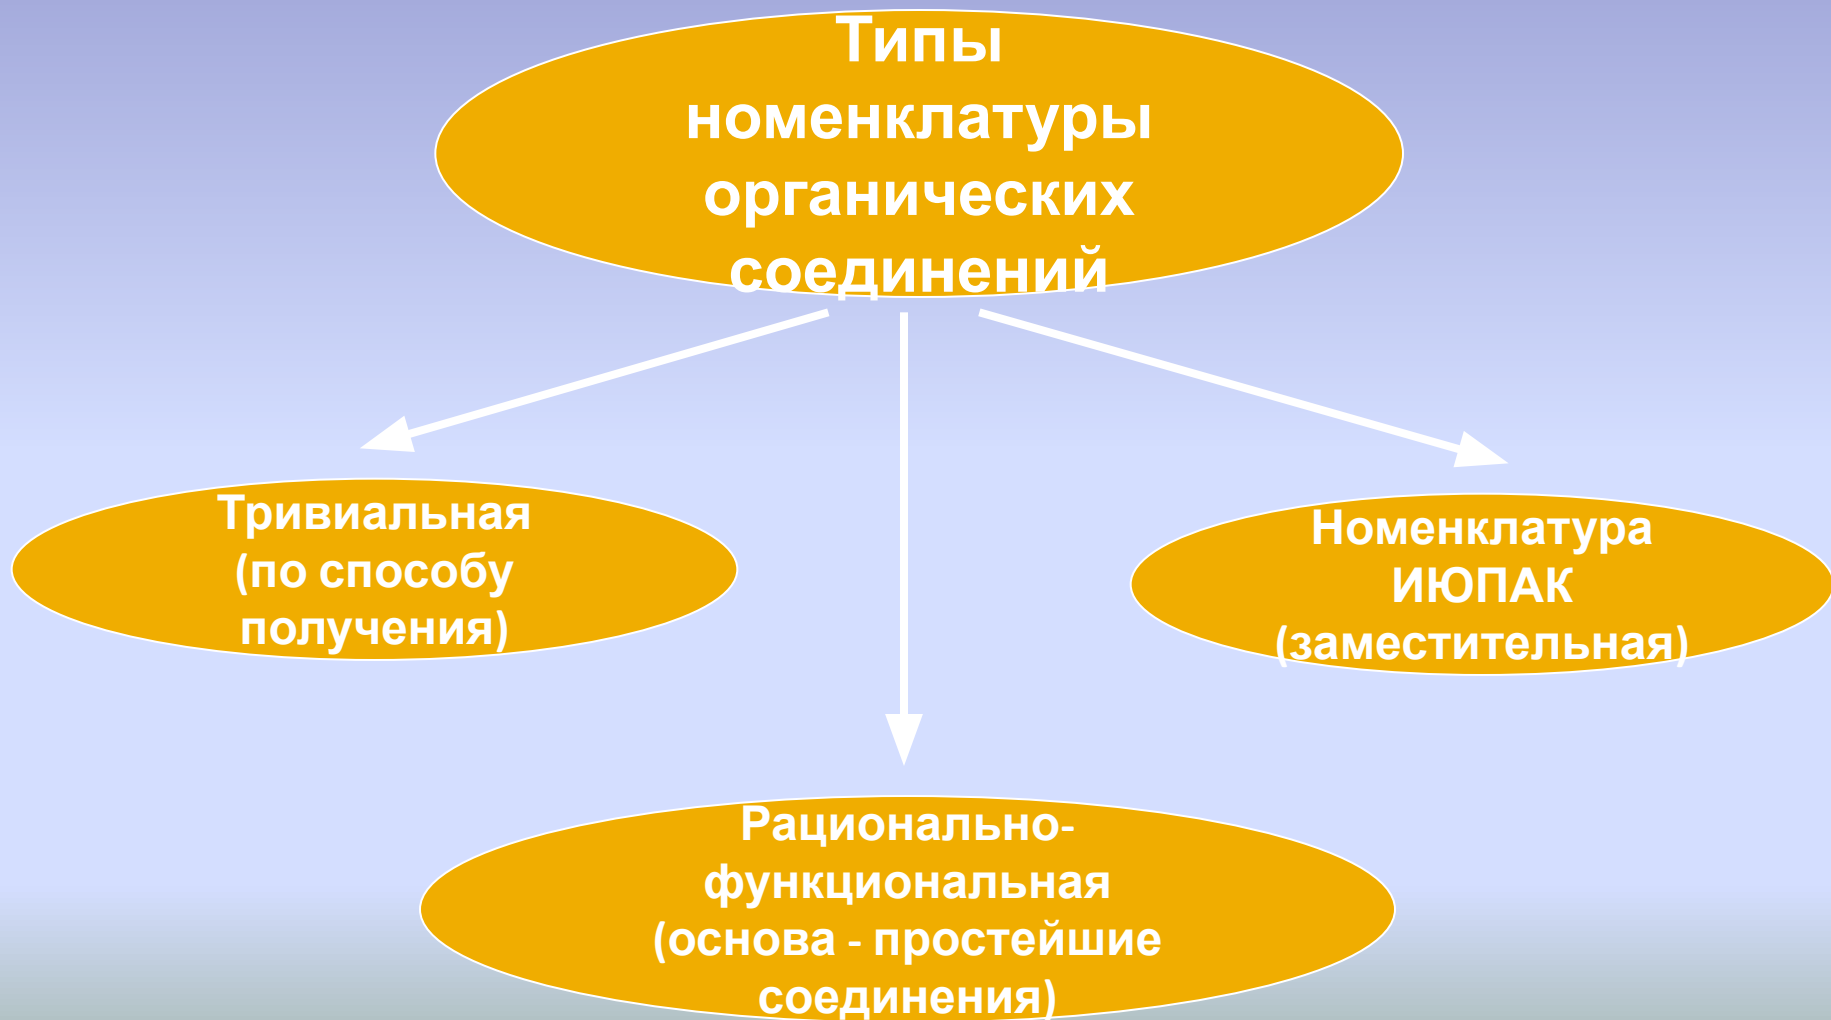 Типы
номенклатуры
органических
соединений
Тривиальная
(по способу
получения)
Номенклатура
ИЮПАК
(заместительная)
Рационально-
функциональная
(основа - простейшие
соединения)